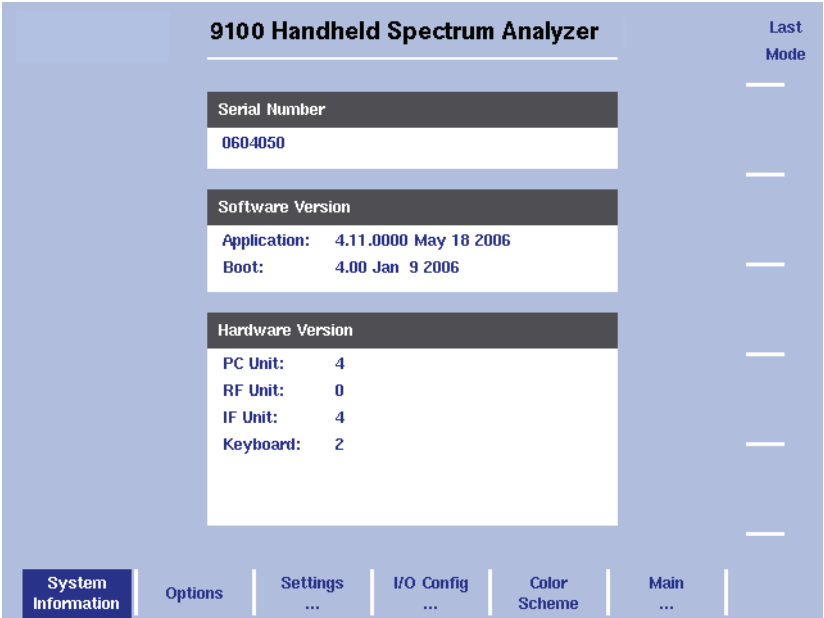 9100 Handheld Spectrum Analyzer
Last
Mode
Serial Number
0604050
Software Version
Application: 4.11.0000 May 18 2006
Boot: 4.00 Jan 9 2006
Hardware Version
PC Unit: 4
RF Unit: 0
IF Unit: 4
Keyboard: 2
System
Information
Options
Settings
...
I/O Config
...
Color
Scheme
Main
...